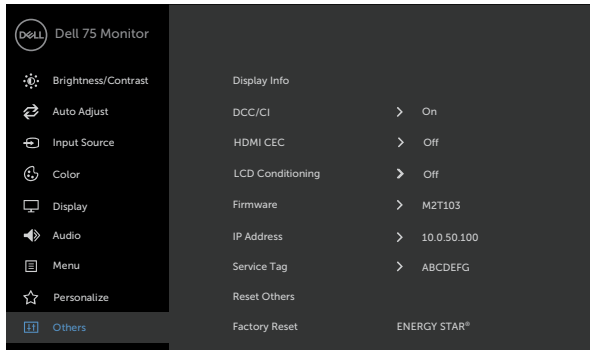 DELL Dell 75 Monitor
Brightness/Contrast
Display Info
Auto Adjust DCC/CI > On
Input Source HDMI CEC > Off
Color LCD Conditioning > Off
Display Firmware > M2T103
Audio IP Address > 10.0.50.100
Menu Service Tag > ABCDEFG
Personalize Reset Others
Others Factory Reset ENERGY STAR®